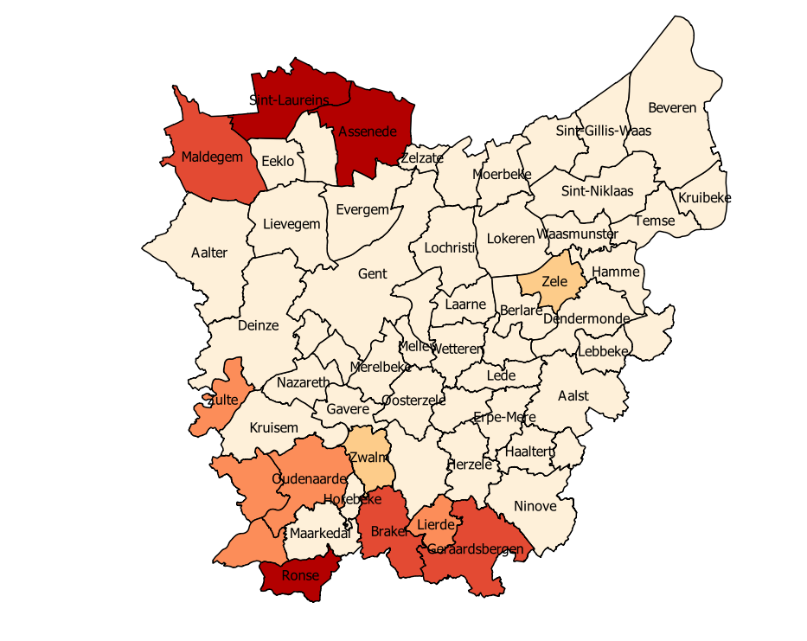 Beveren
Sint-Laureins
Assenede
Sint-Gillis-Waas
Maldegem
Eeklo
Zelzate
Moerbeke
Sint-Niklaas
Kruibeke
Evergem
Temse
Lievegem
Lokeren
Waasmunster
Lochristi
Aalter
Gent
Hamme
Zele
Laarne
Berlare
Dendermonde
Deinze
Melle
Wetteren
Lebbeke
Merelbeke
Lede
Nazareth
Aalst
Zulte
Oosterzele
Gavere
Erpe-Mere
Kruisem
Haaltert
Zwalm
Herzele
Oudenaarde
Horebeke
Ninove
Lierde
Brakel
Maarkedal
Geraardsbergen
Ronse